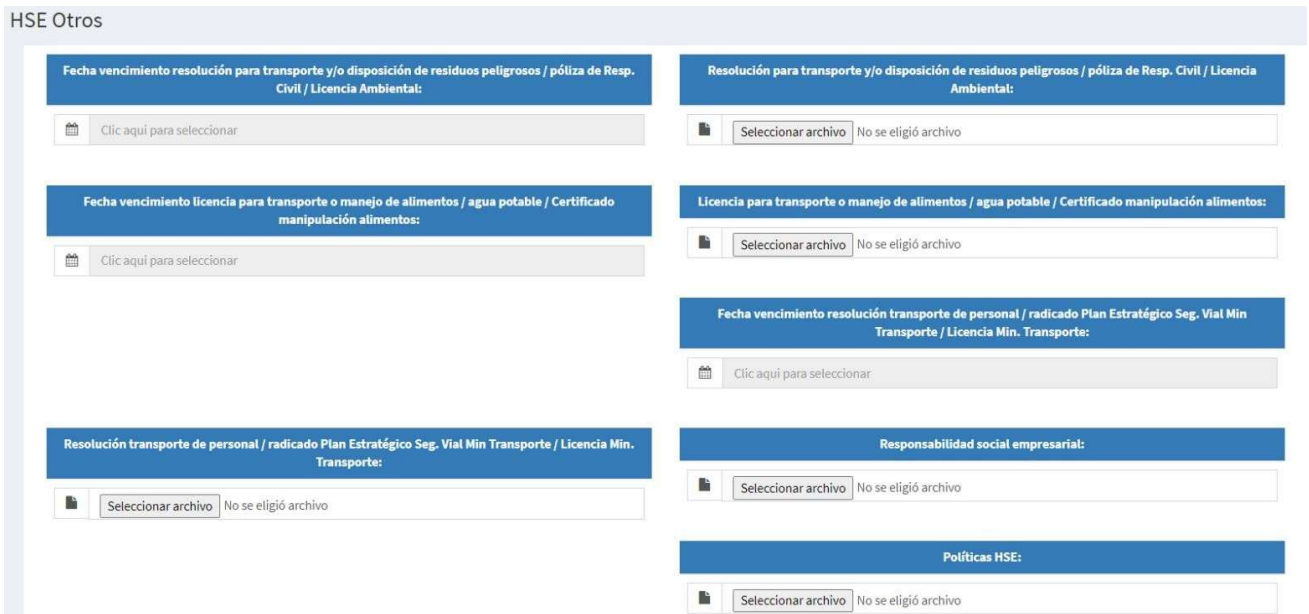 HSE Otros
Fecha vencimiento resolución para transporte y/o disposición de residuos peligrosos / póliza de Resp.
Civil / Licencia Ambiental:
Clic aqui para seleccionar
Resolución para transporte y/o disposición de residuos peligrosos / póliza de Resp. Civil / Licencia
Ambiental:
Seleccionar archivo No se eligió archivo
Fecha vencimiento licencia para transporte o manejo de alimentos / agua potable / Certificado
manipulación alimentos:
Clic aqui para seleccionar
Licencia para transporte o manejo de alimentos / agua potable / Certificado manipulación alimentos:
Seleccionar archivo No se eligió archivo
Fecha vencimiento resolución transporte de personal / radicado Plan Estratégico Seg. Vial Min
Transporte / Licencia Min. Transporte:
Clic aqui para seleccionar
Resolución transporte de personal / radicado Plan Estratégico Seg. Vial Min Transporte / Licencia Min.
Transporte:
Seleccionar archivo No se eligió archivo
Responsabilidad social empresarial:
Seleccionar archivo No se eligió archivo
Políticas HSE:
Seleccionar archivo No se eligió archivo